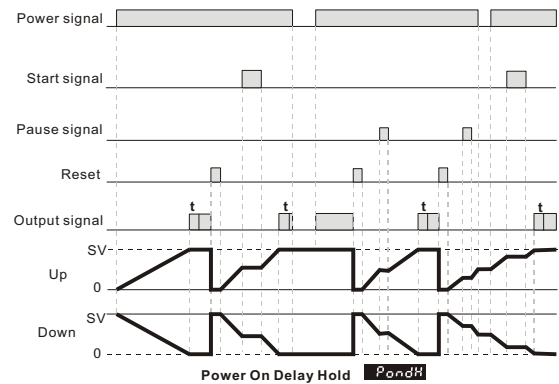 Power signal
Start signal
Pause signal
Reset
Output signal
t
t
t
t
SV
Up
0
SV
Down
0
Power On Delay Hold PondH